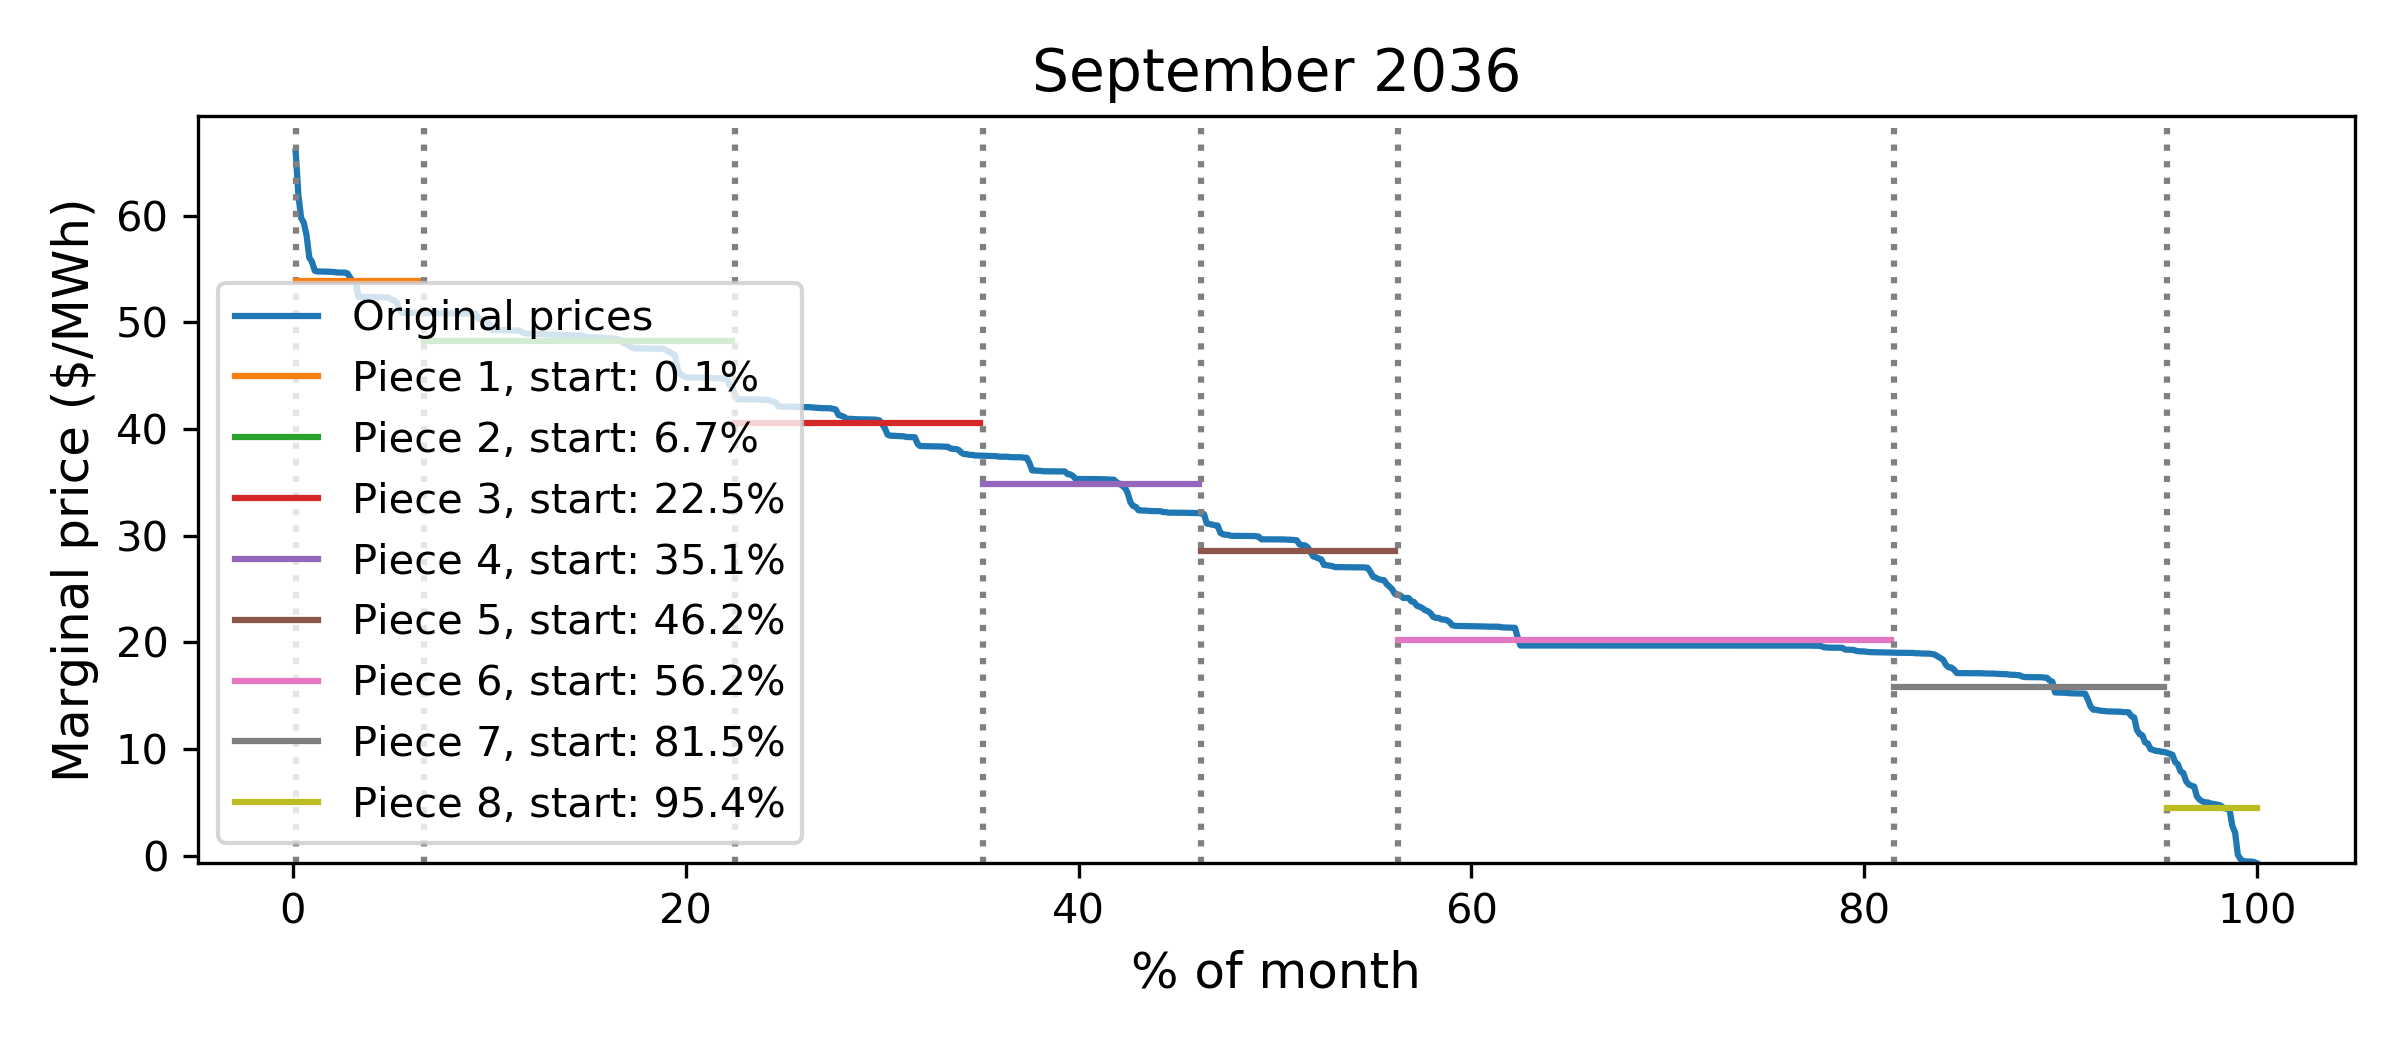 September 2036
Marginal price ($/MWh)
60
50
40
30
20
10
0
Original prices
Piece 1, start: 0.1%
Piece 2, start: 6.7%
Piece 3, start: 22.5%
Piece 4, start: 35.1%
Piece 5, start: 46.2%
Piece 6, start: 56.2%
Piece 7, start: 81.5%
Piece 8, start: 95.4%
0 20 40 60 80 100
% of month